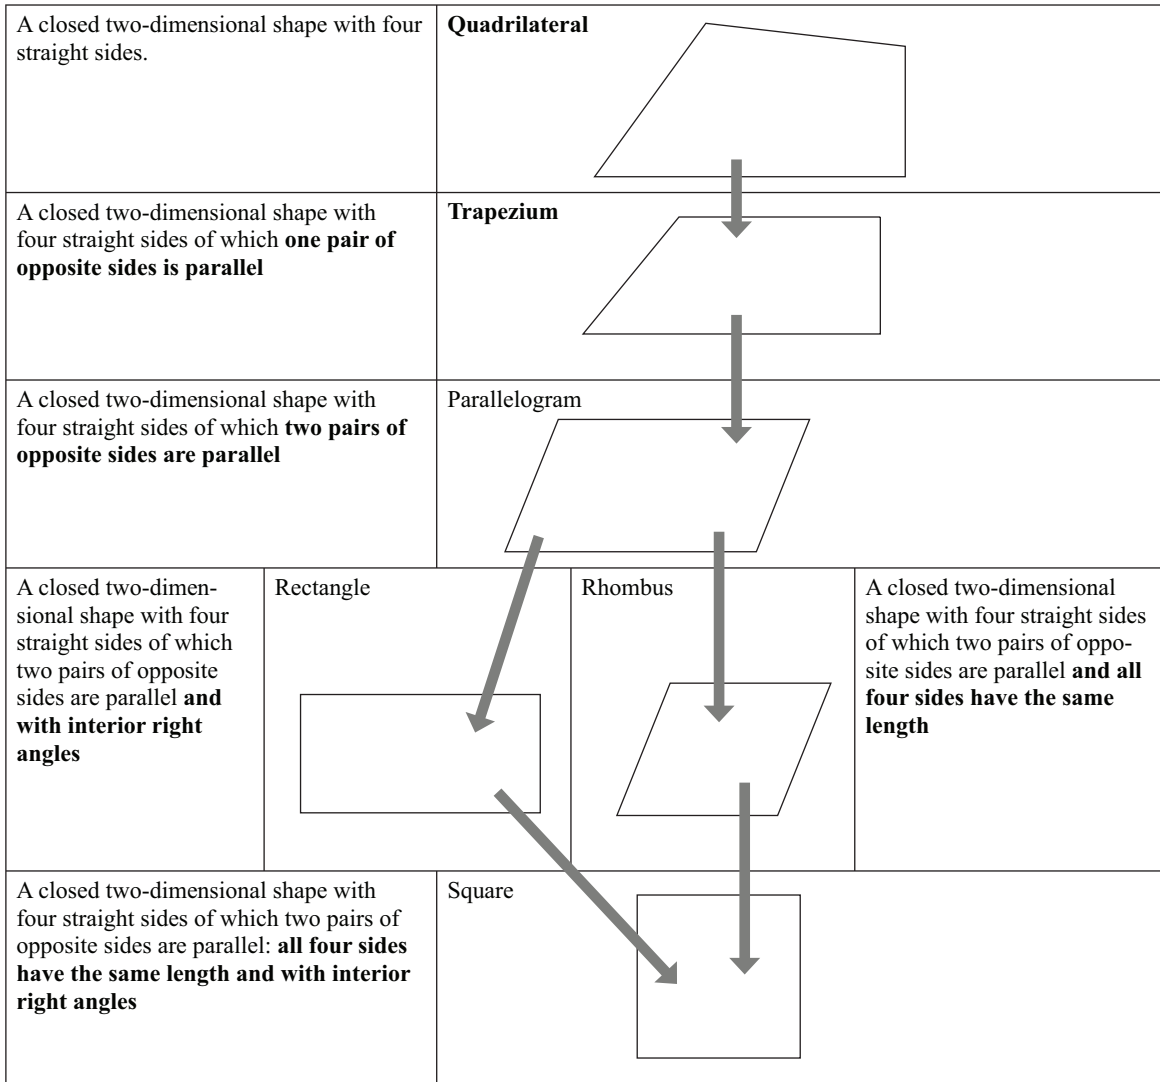 A closed two-dimensional shape with four
straight sides.
Quadrilateral
A closed two-dimensional shape with
four straight sides of which one pair of
opposite sides is parallel
Trapezium
A closed two-dimensional shape with
four straight sides of which two pairs of
opposite sides are parallel
Parallelogram
A closed two-dimen-
sional shape with four
straight sides of which
two pairs of opposite
sides are parallel and
with interior right
angles
Rectangle
Rhombus
A closed two-dimensional
shape with four straight sides
of which two pairs of oppo-
site sides are parallel and all
four sides have the same
length
A closed two-dimensional shape with
four straight sides of which two pairs of
opposite sides are parallel: all four sides
have the same length and with interior
right angles
Square